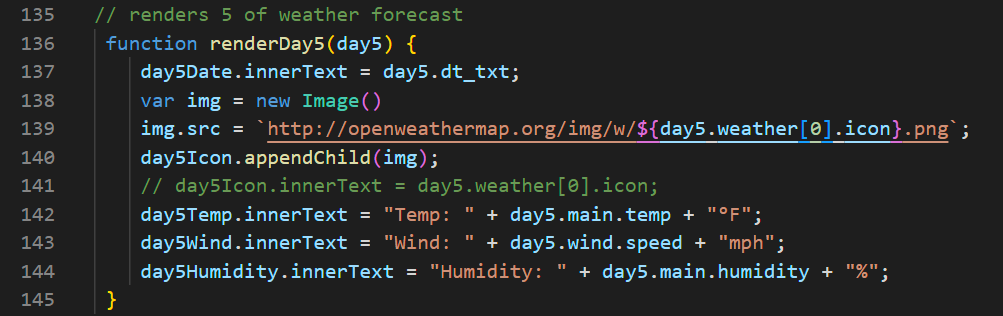 135 // renders 5 of weather forecast
136 function renderDay5(day5) {
137 day5Date.innerText = day5.dt_txt;
138 var img = new Image()
139 img.src = `http://openweathermap.org/img/w/${day5.weather[0].icon}.png`;
140 day5Icon.appendChild(img);
141 // day5Icon.innerText = day5.weather[0].icon;
142 day5Temp.innerText = "Temp: " + day5.main.temp + "°F";
143 day5Wind.innerText = "Wind: " + day5.wind.speed + "mph";
144 day5Humidity.innerText = "Humidity: " + day5.main.humidity + "%";
145 }